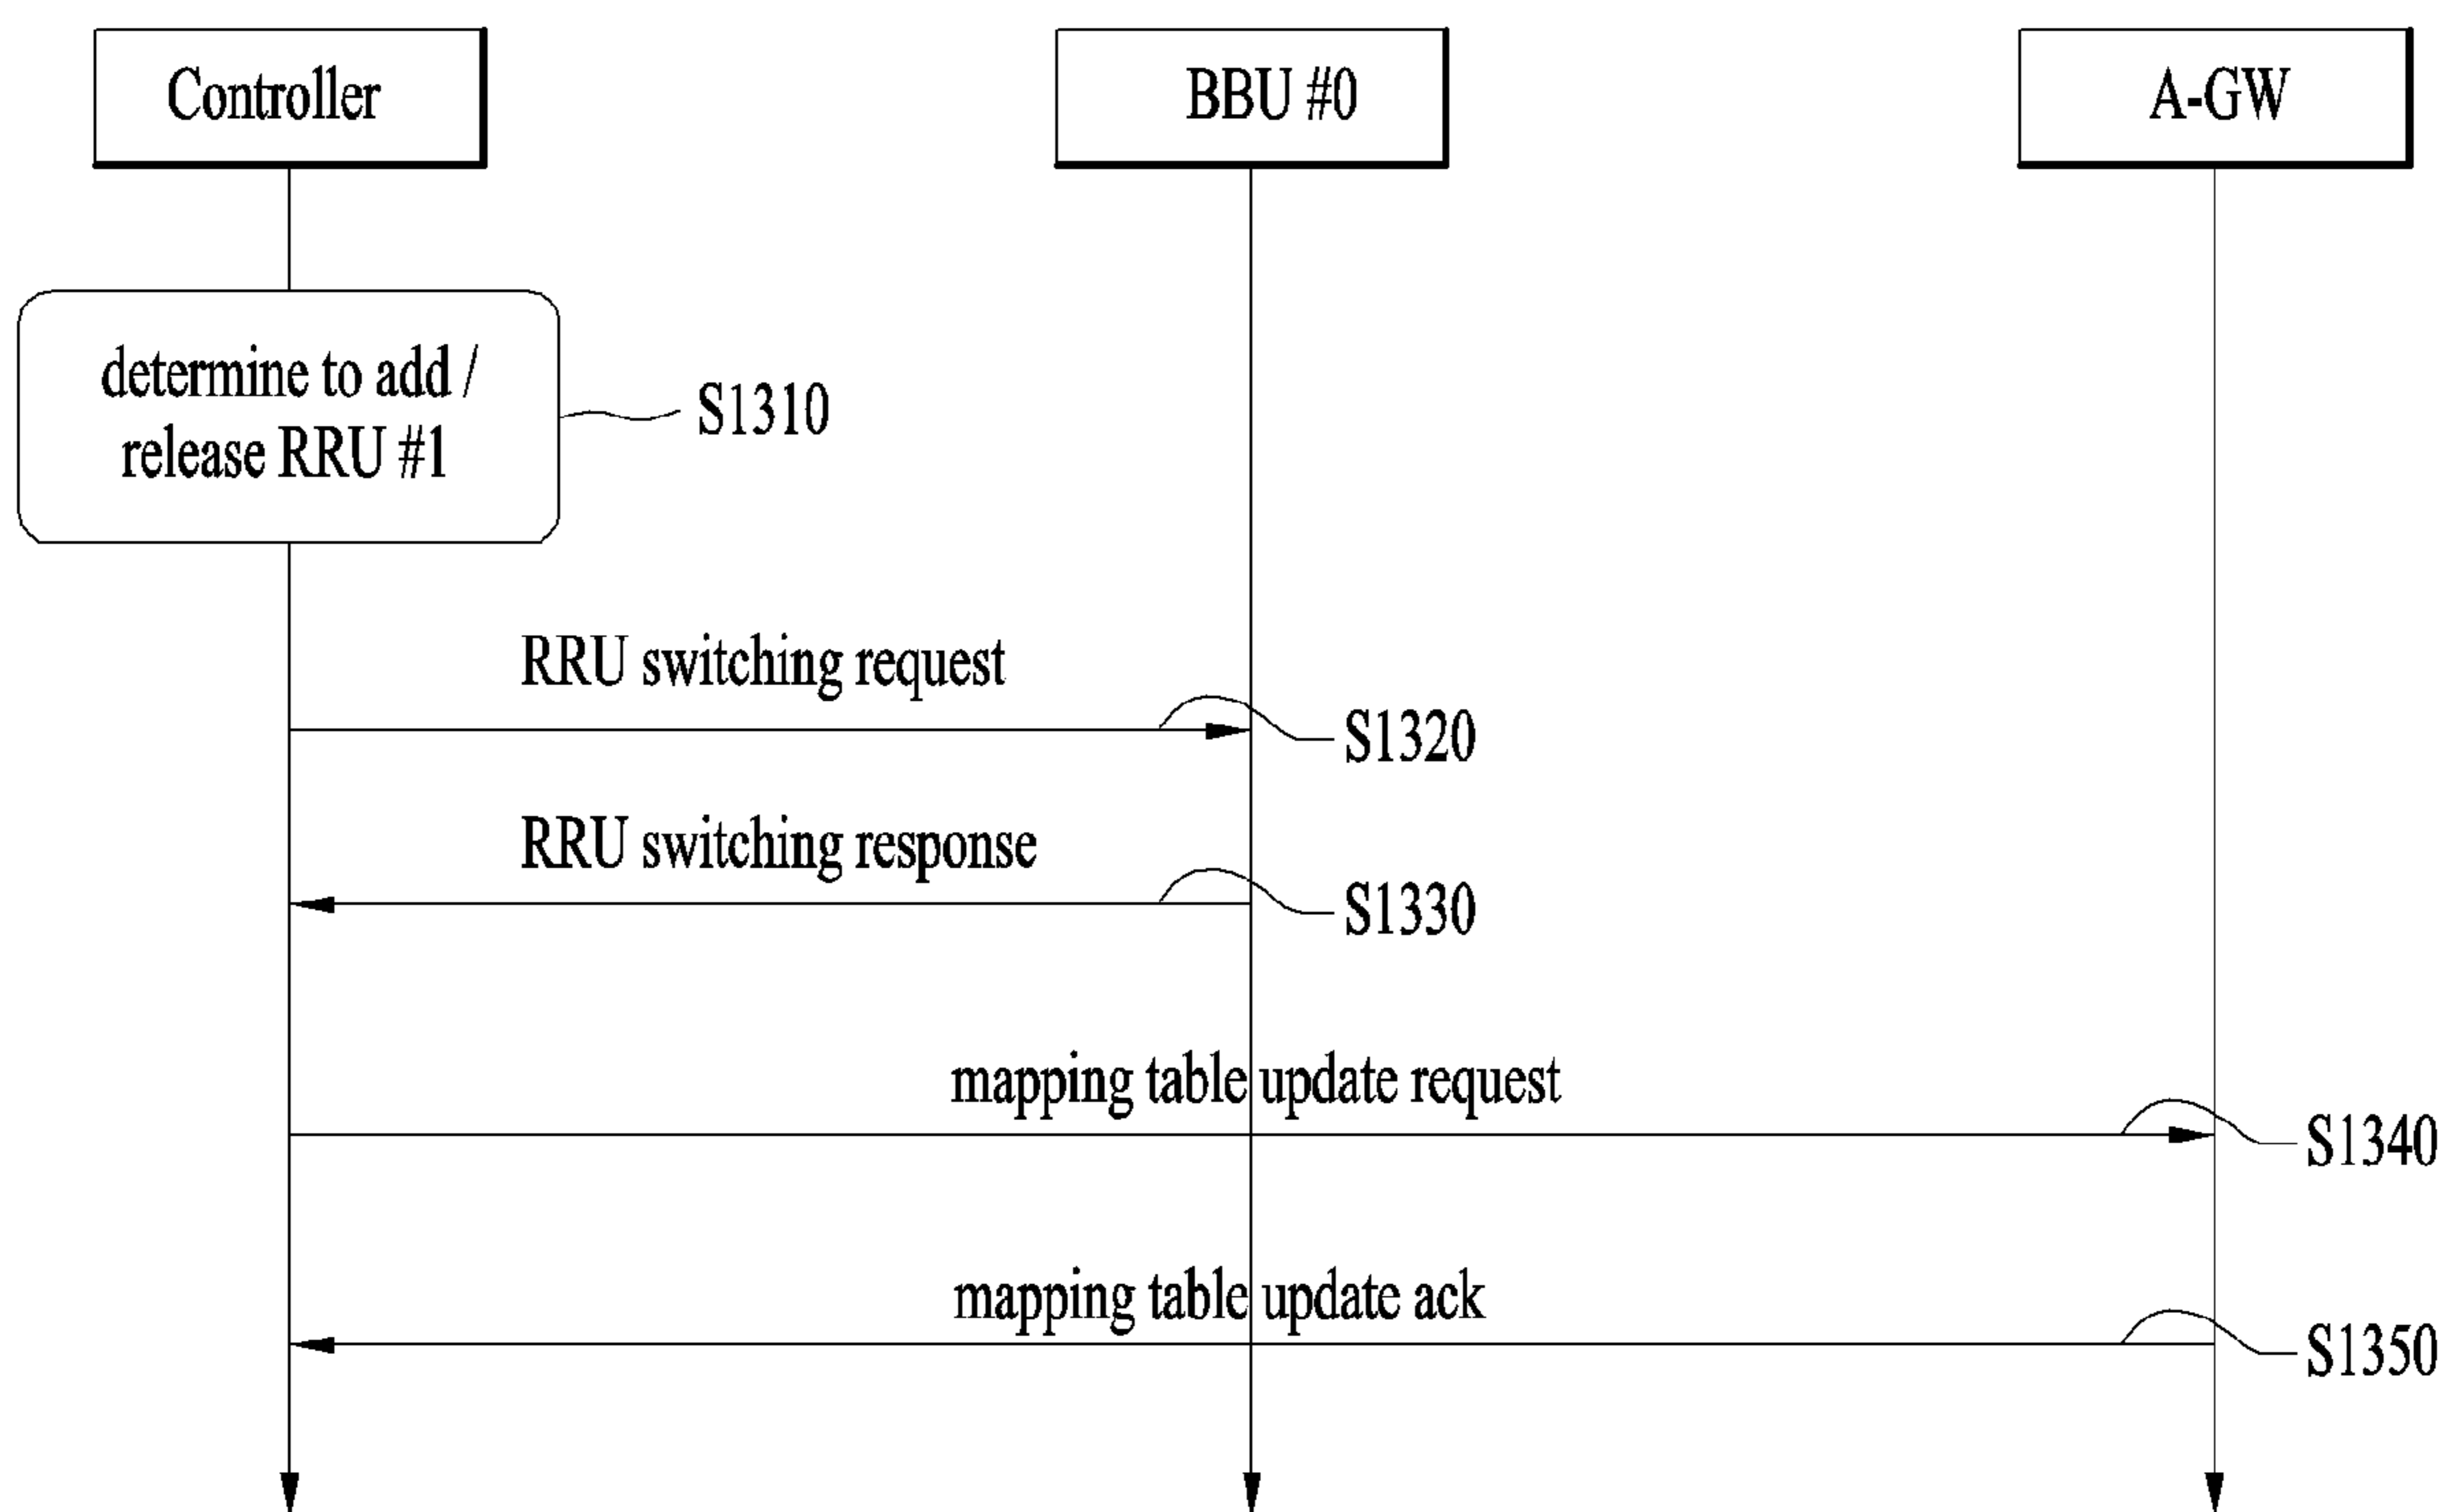 Controller
BBU #0
A-GW
determine to add /
release RRU #1
S1310
RRU switching request
S1320
RRU switching response
S1330
mapping table update request
S1340
mapping table update ack
S1350